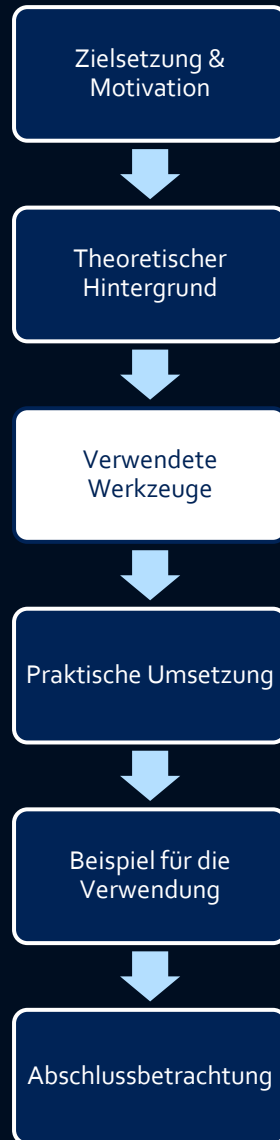 Zielsetzung &
Motivation
Theoretischer
Hintergrund
Verwendete
Werkzeuge
Praktische Umsetzung
Beispiel für die
Verwendung
Abschlussbetrachtung